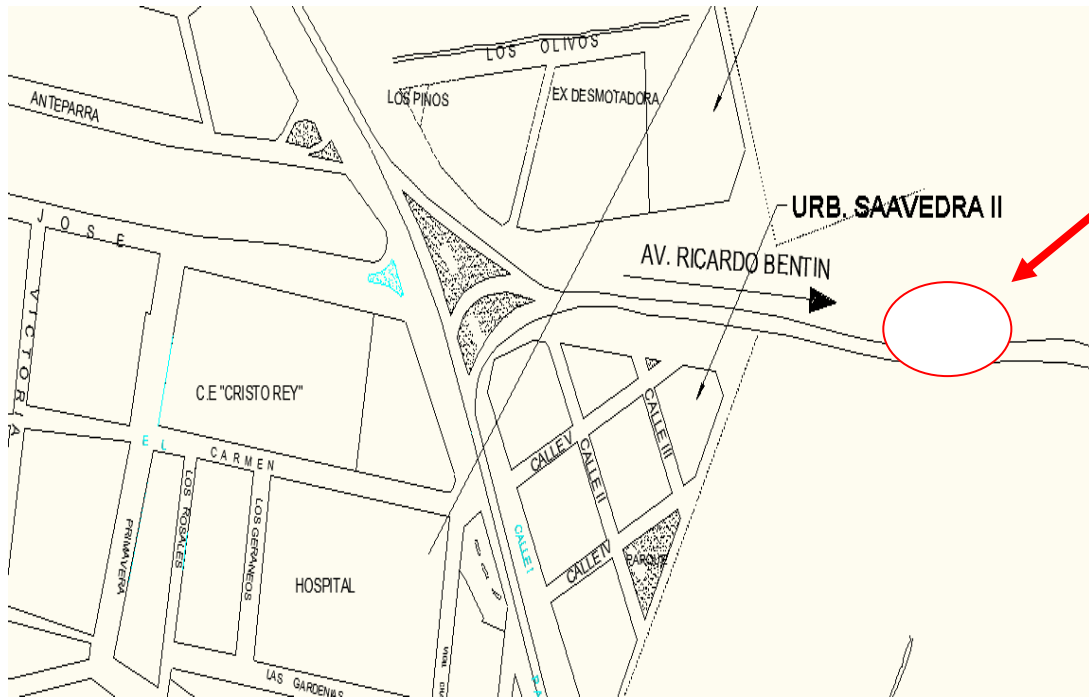 LOS OLIVOS
LOS PINOS
EX DESMOTADORA
ANTEPARRA
URB. SAAVEDRA II
JOSE
AV. RICARDO BENTIN
VICTORIA
C.E "CRISTO REY"
CALLE III
EL CARMEN
CALLE V
CALLE II
LOS ROSALES
LOS GERANEOS
PRIMAVERA
CALLE I
CALLE IV
PARQUE
HOSPITAL
LAS GARDENIAS